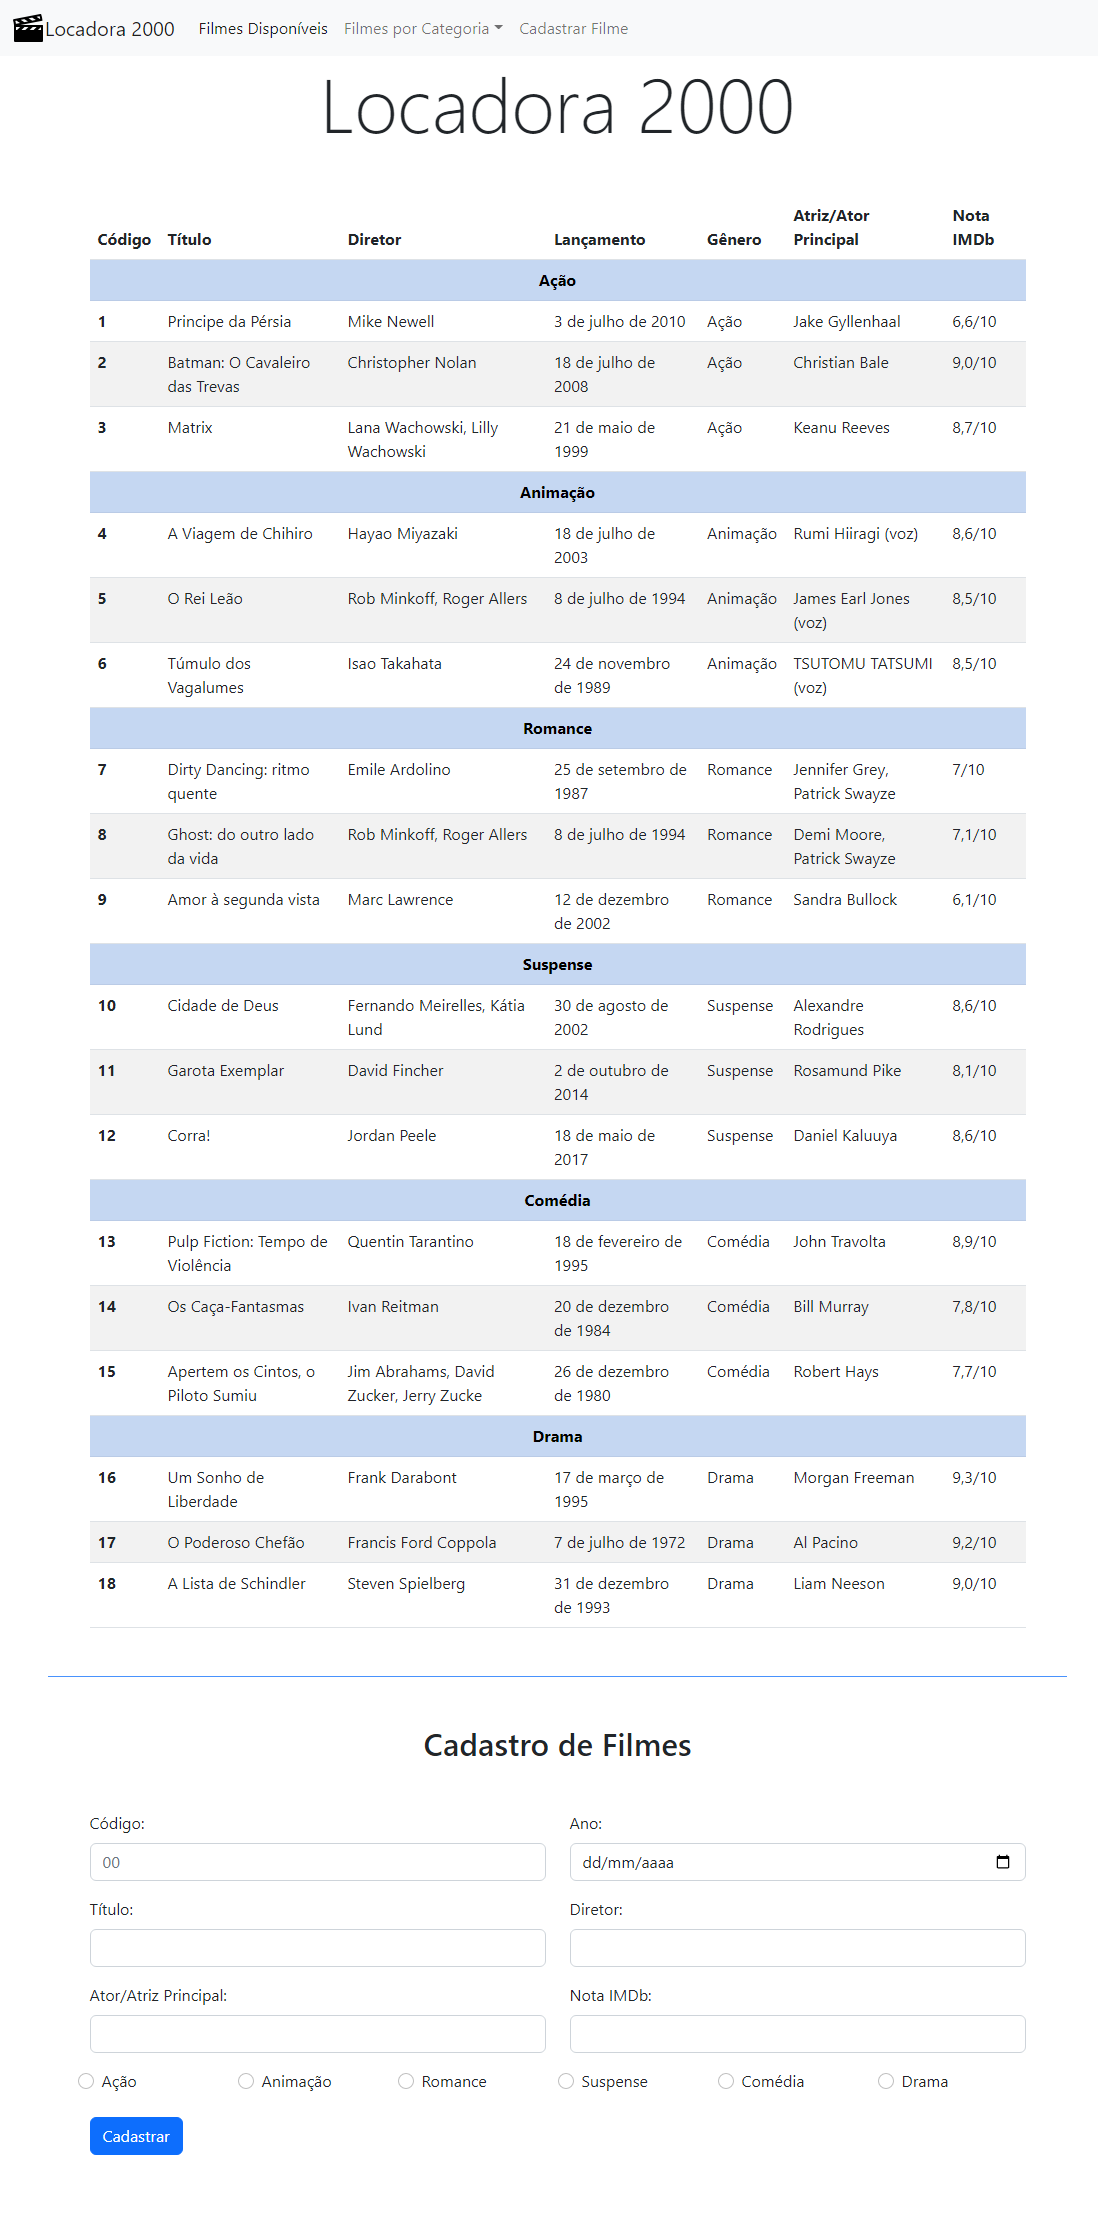 Locadora 2000 Filmes Disponíveis Filmes por Categoria Cadastrar Filme
Locadora 2000
Código Título Diretor Lançamento Gênero Atriz/Ator Principal Nota IMDb
Ação
1 Principe da Pérsia Mike Newell 3 de julho de 2010 Ação Jake Gyllenhaal 6,6/10
2 Batman: O Cavaleiro das Trevas Christopher Nolan 18 de julho de 2008 Ação Christian Bale 9,0/10
3 Matrix Lana Wachowski, Lilly Wachowski 21 de maio de 1999 Ação Keanu Reeves 8,7/10
Animação
4 A Viagem de Chihiro Hayao Miyazaki 18 de julho de 2003 Animação Rumi Hiiragi (voz) 8,6/10
5 O Rei Leão Rob Minkoff, Roger Allers 8 de julho de 1994 Animação James Earl Jones (voz) 8,5/10
6 Túmulo dos Vagalumes Isao Takahata 24 de novembro de 1989 Animação TSUTOMU TATSUMI (voz) 8,5/10
Romance
7 Dirty Dancing: ritmo quente Emile Ardolino 25 de setembro de 1987 Romance Jennifer Grey, Patrick Swayze 7/10
8 Ghost: do outro lado da vida Rob Minkoff, Roger Allers 8 de julho de 1994 Romance Demi Moore, Patrick Swayze 7,1/10
9 Amor à segunda vista Marc Lawrence 12 de dezembro de 2002 Romance Sandra Bullock 6,1/10
Suspense
10 Cidade de Deus Fernando Meirelles, Kátia Lund 30 de agosto de 2002 Suspense Alexandre Rodrigues 8,6/10
11 Garota Exemplar David Fincher 2 de outubro de 2014 Suspense Rosamund Pike 8,1/10
12 Corra! Jordan Peele 18 de maio de 2017 Suspense Daniel Kaluuya 8,6/10
Comédia
13 Pulp Fiction: Tempo de Violência Quentin Tarantino 18 de fevereiro de 1995 Comédia John Travolta 8,9/10
14 Os Caça-Fantasmas Ivan Reitman 20 de dezembro de 1984 Comédia Bill Murray 7,8/10
15 Apertem os Cintos, o Piloto Sumiu Jim Abrahams, David Zucker, Jerry Zucke 26 de dezembro de 1980 Comédia Robert Hays 7,7/10
Drama
16 Um Sonho de Liberdade Frank Darabont 17 de março de 1995 Drama Morgan Freeman 9,3/10
17 O Poderoso Chefão Francis Ford Coppola 7 de julho de 1972 Drama Al Pacino 9,2/10
18 A Lista de Schindler Steven Spielberg 31 de dezembro de 1993 Drama Liam Neeson 9,0/10
Cadastro de Filmes
Código: Ano:
00 dd/mm/aaaa
Título: Diretor:
Ator/Atriz Principal: Nota IMDb:
Ação Animação Romance Suspense Comédia Drama
Cadastrar